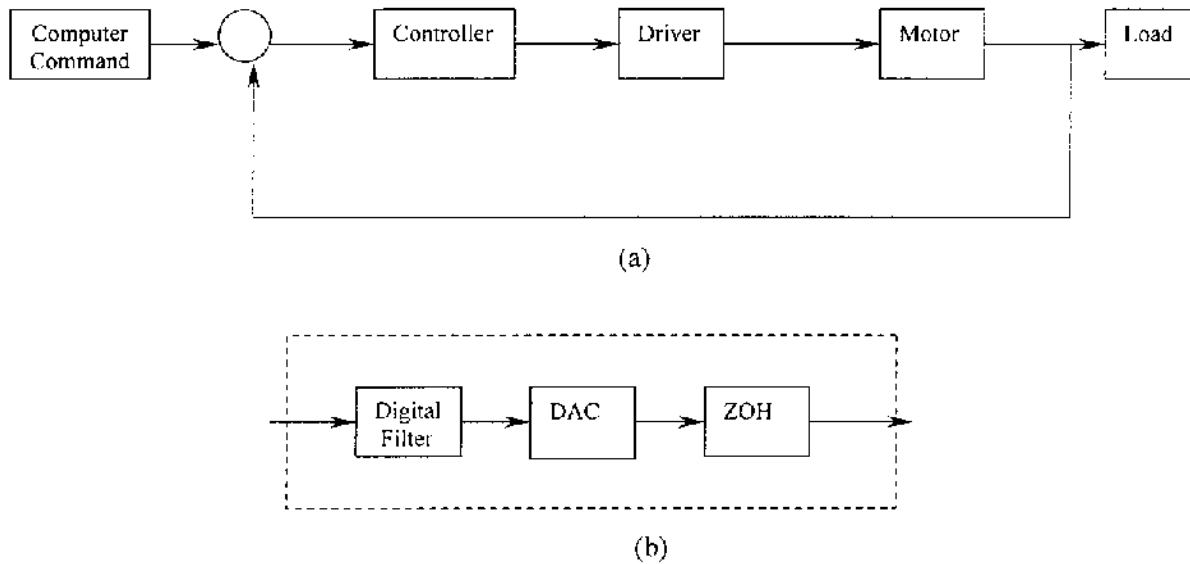 Computer
Command
Controller
Driver
Motor
Load
(a)
Digital
Filter
DAC
ZOH
(b)